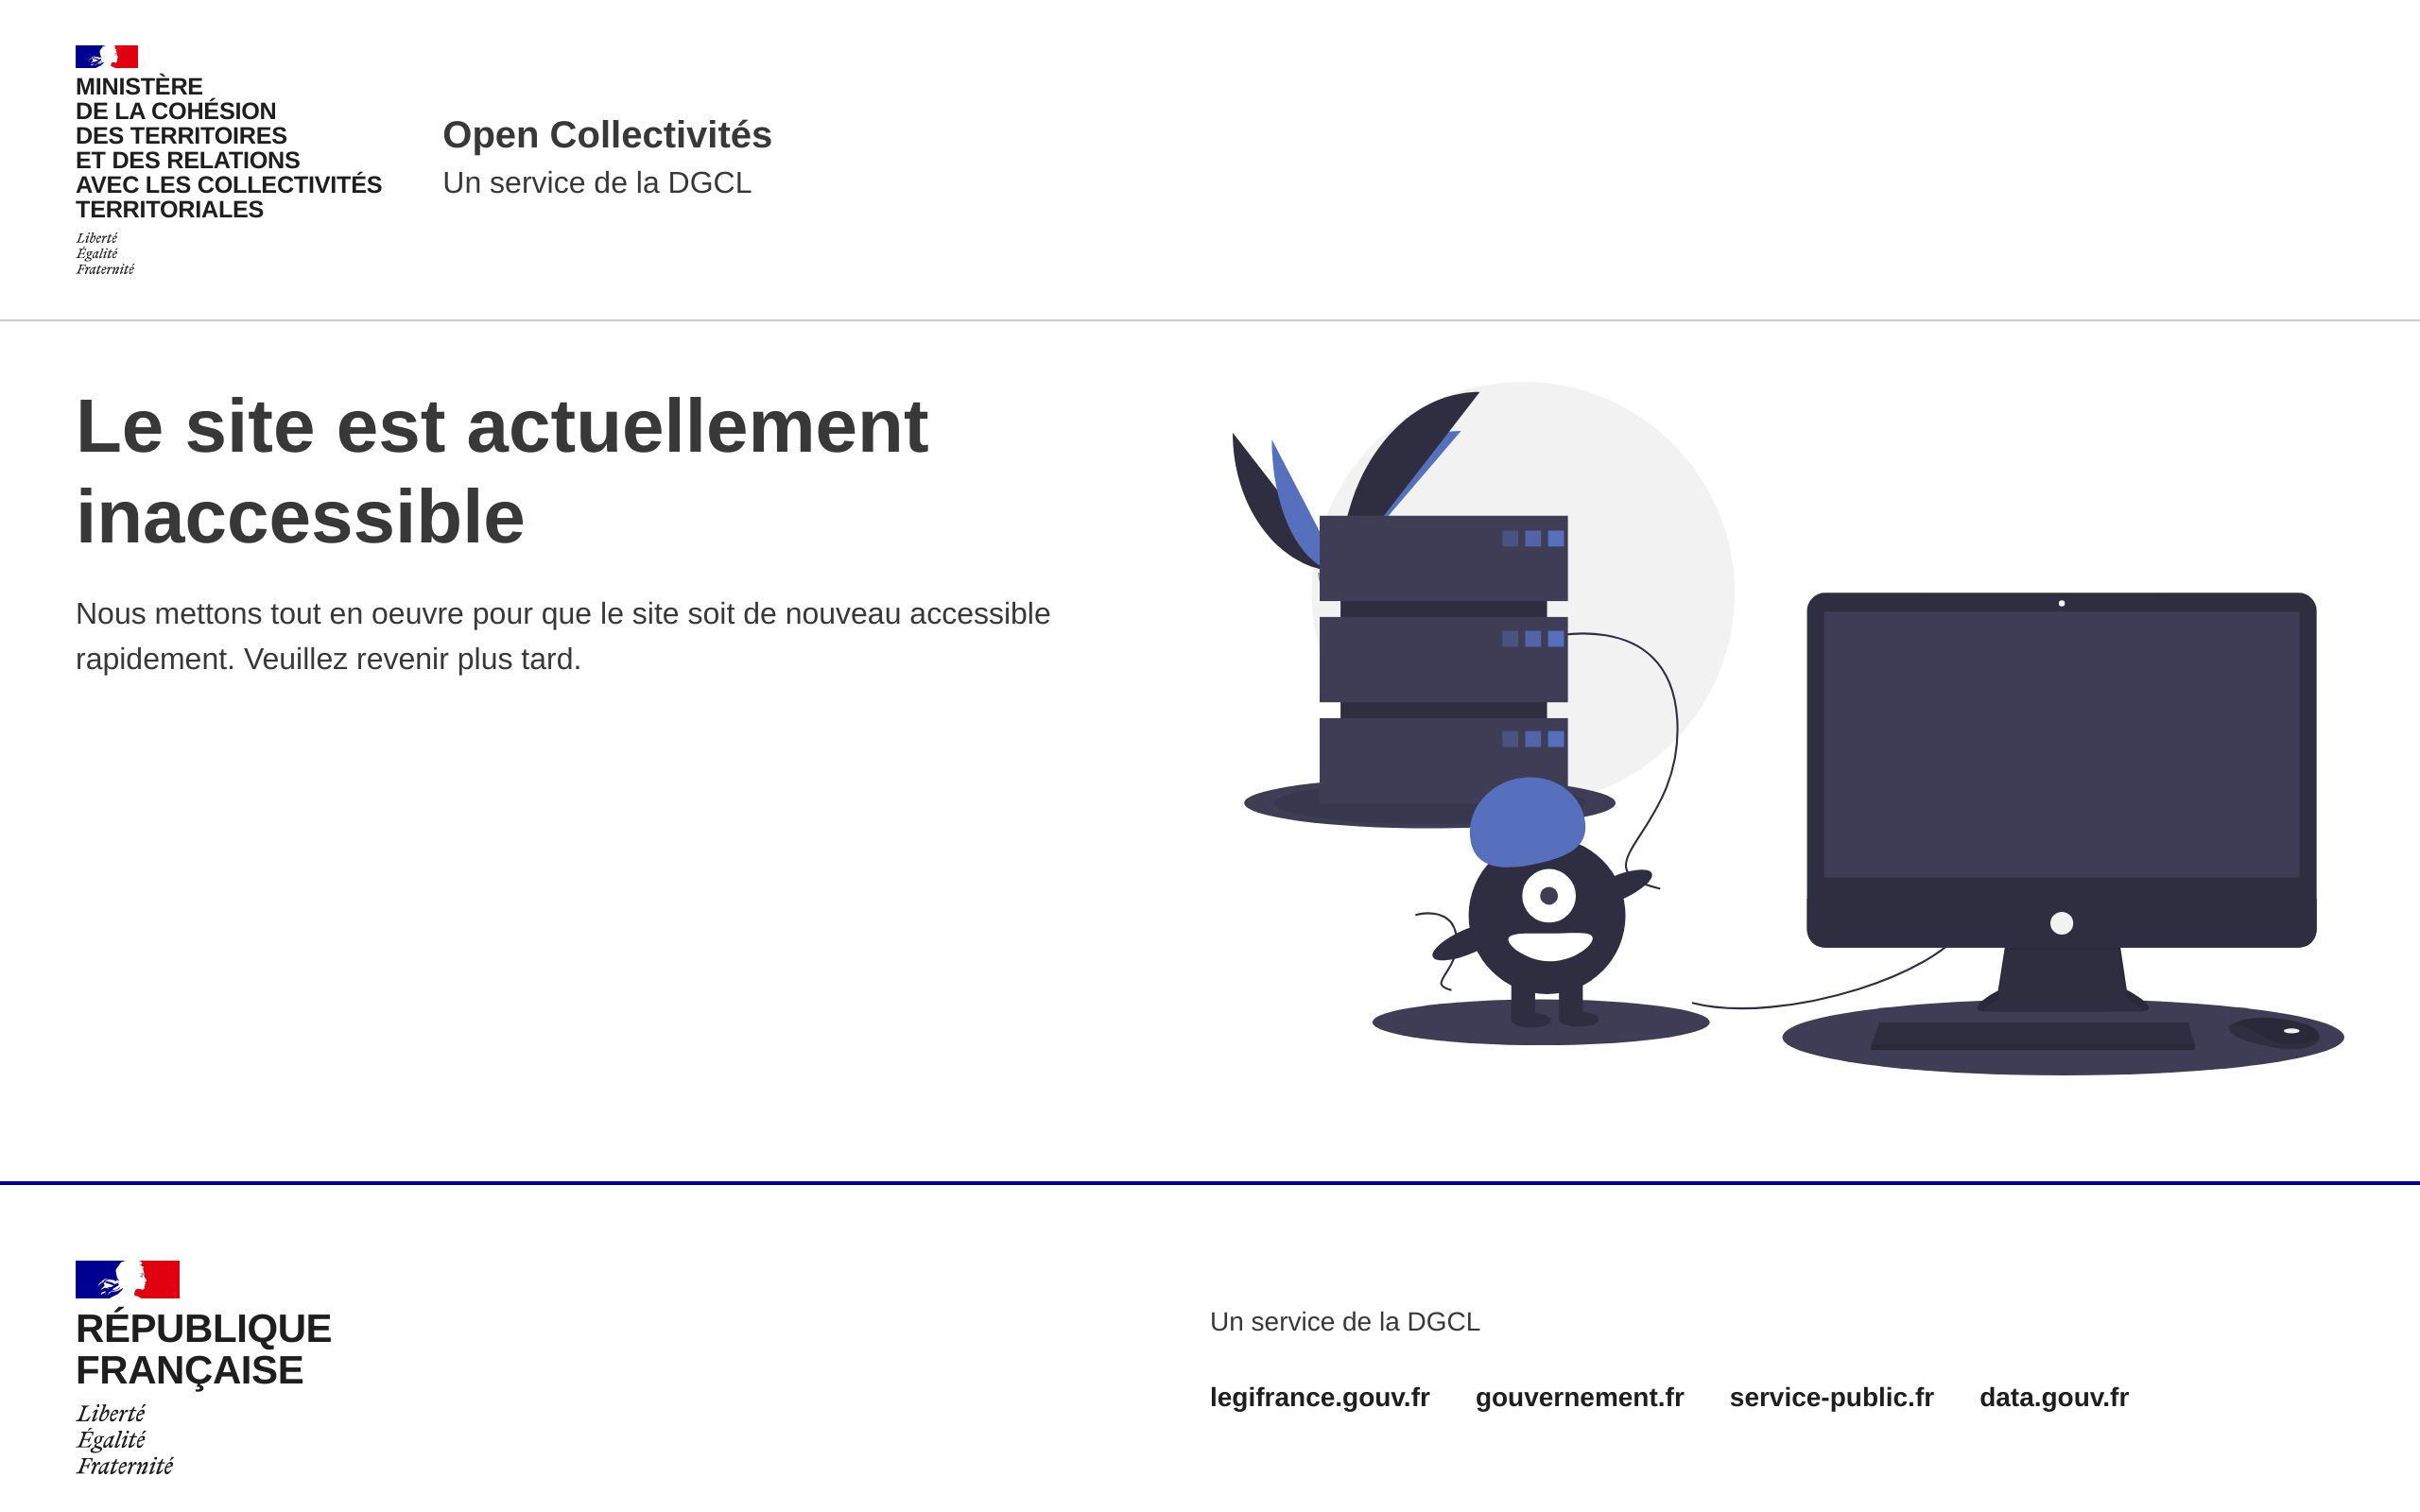 MINISTÈRE
DE LA COHÉSION
DES TERRITOIRES
ET DES RELATIONS
AVEC LES COLLECTIVITÉS
TERRITORIALES
Liberté
Égalité
Fraternité
Open Collectivités
Un service de la DGCL
Le site est actuellement
inaccessible
Nous mettons tout en oeuvre pour que le site soit de nouveau accessible
rapidement. Veuillez revenir plus tard.
RÉPUBLIQUE
FRANÇAISE
Liberté
Égalité
Fraternité
Un service de la DGCL
legifrance.gouv.fr gouvernement.fr service-public.fr data.gouv.fr